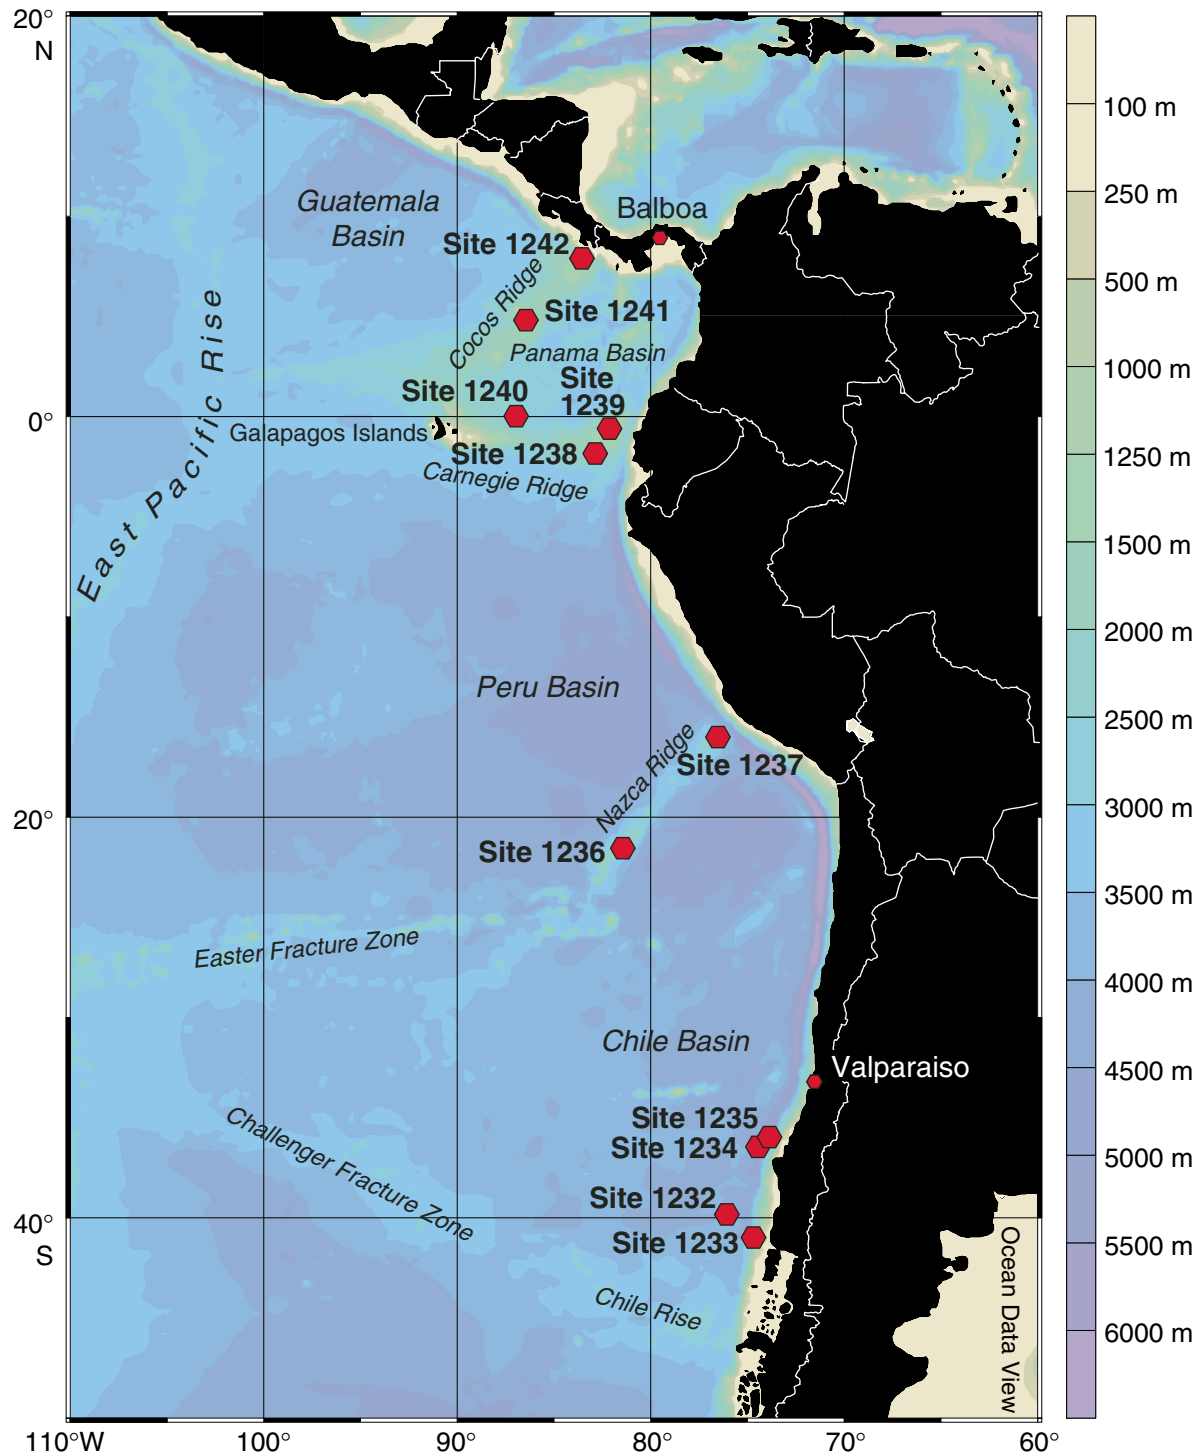 20°
N
100 m
250 m
500 m
1000 m
1250 m
1500 m
2000 m
2500 m
3000 m
3500 m
4000 m
4500 m
5000 m
5500 m
6000 m
Guatemala
Basin
Balboa
Site 1242
Cocos Ridge
Site 1241
Panama Basin
East Pacific Rise
Site 1240
Site
1239
0°
Galapagos Islands
Site 1238
Carnegie Ridge
Peru Basin
Nazca Ridge
Site 1237
20°
Site 1236
Easter Fracture Zone
Chile Basin
Valparaiso
Site 1235
Site 1234
Challenger Fracture Zone
Site 1232
40°
S
Site 1233
Chile Rise
Ocean Data View
110°W
100°
90°
80°
70°
60°